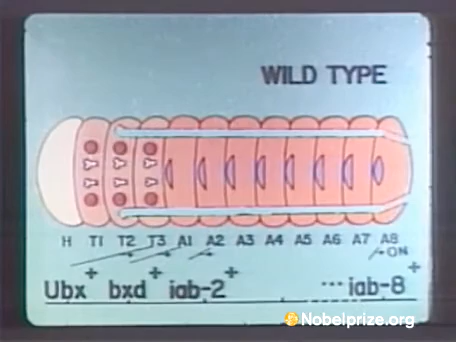 WILD TYPE
H T1 T2 T3 A1 A2 A3 A4 A5 A6 A7 A8
ON
Ubx+ bxd+ iab-2+ ...iab-8+
Nobelprize.org